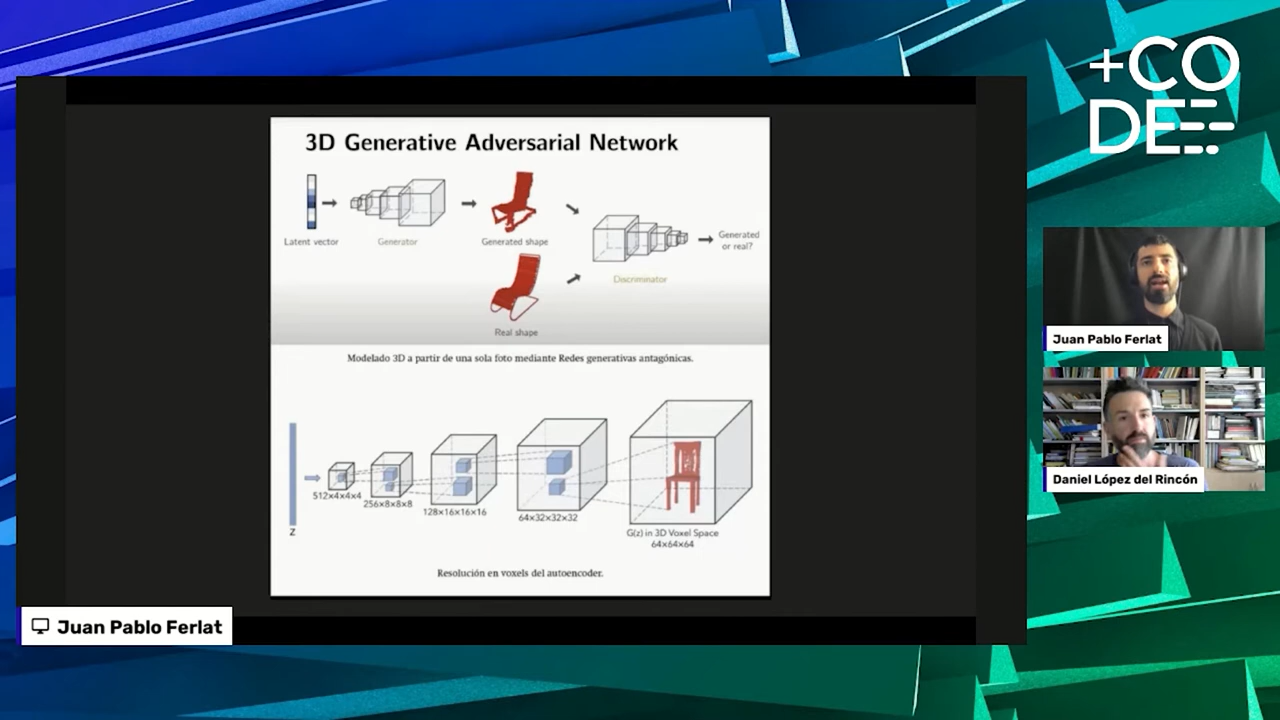 +CO
DE
3D Generative Adversarial Network
Latent vector
Generator
Generated shape
Generated
or real?
Discriminator
Real shape
Modelado 3D a partir de una sola foto mediante Redes generativas antagónicas.
z
512×4×4×4
256×8×8×8
128×16×16×16
64×32×32×32
G(z) in 3D Voxel Space
64×64×64
Resolución en voxels del autoencoder.
Juan Pablo Ferlat
Daniel López del Rincón
Juan Pablo Ferlat